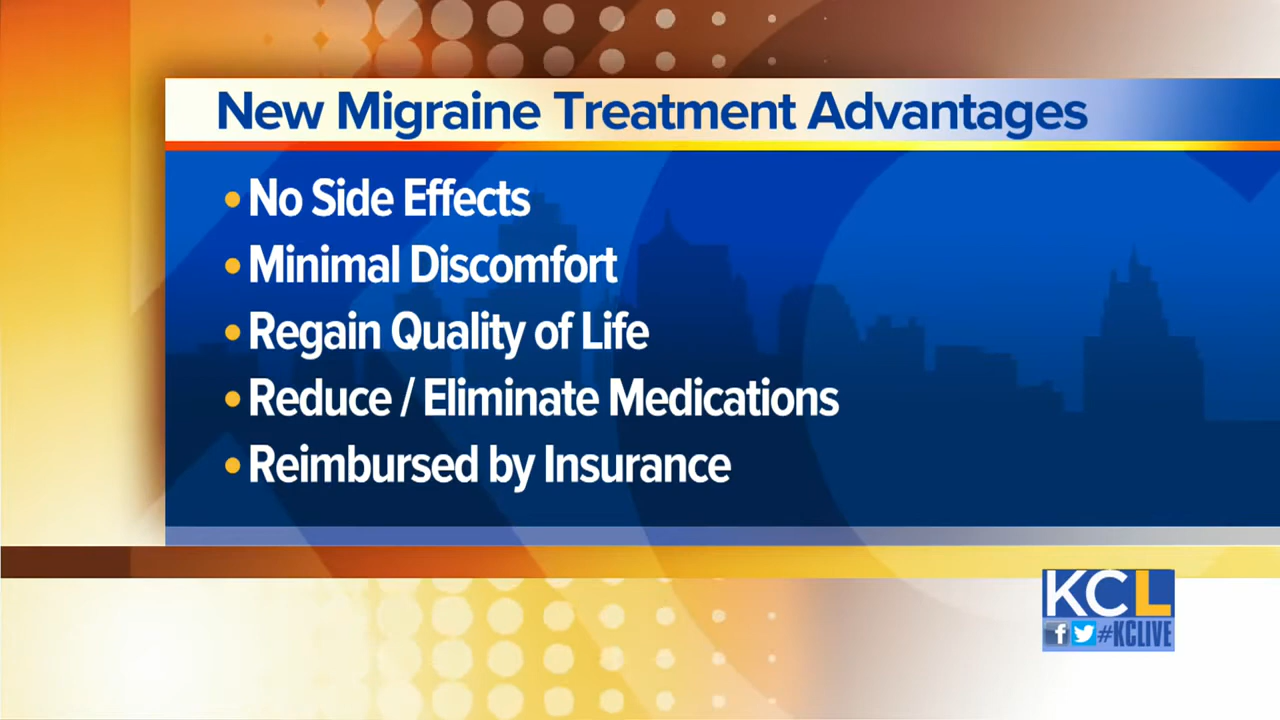 New Migraine Treatment Advantages
• No Side Effects
• Minimal Discomfort
• Regain Quality of Life
• Reduce / Eliminate Medications
• Reimbursed by Insurance
KCL
f #KCLIVE